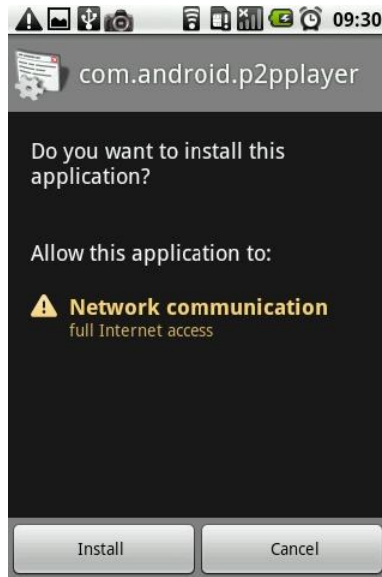 09:30
com.android.p2pplayer
Do you want to install this
application?
Allow this application to:
Network communication
full Internet access
Install
Cancel